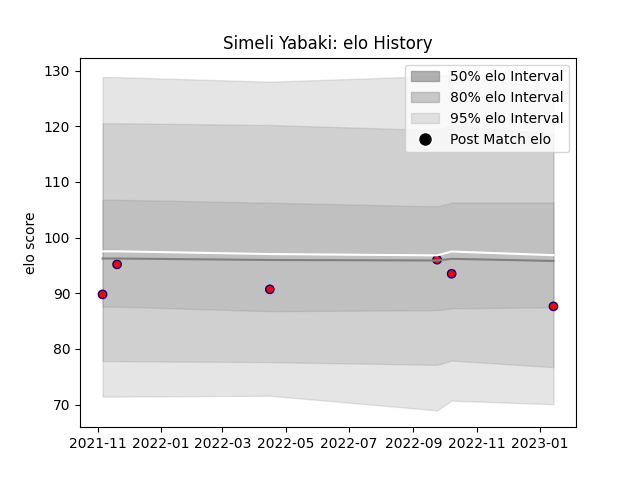 Simeli Yabaki: elo History
50% elo Interval
80% elo Interval
95% elo Interval
Post Match elo
elo score
130
120
110
100
90
80
70
2021-11 2022-01 2022-03 2022-05 2022-07 2022-09 2022-11 2023-01